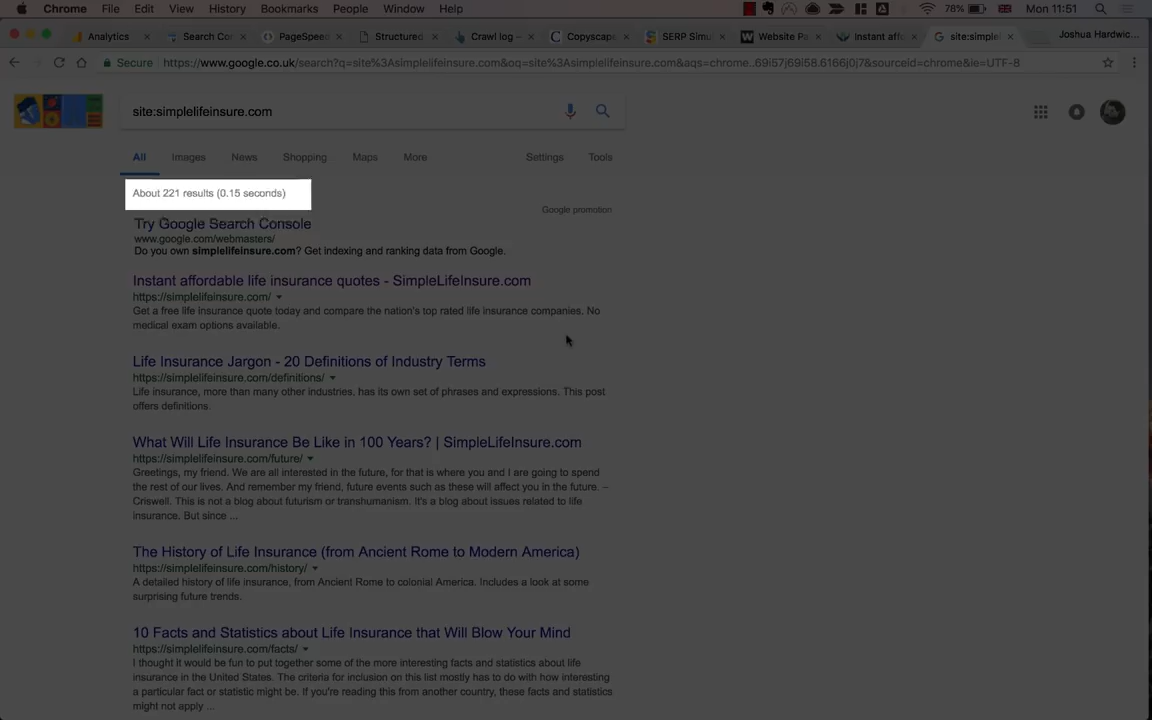 Chrome File Edit View History Bookmarks People Window Help 78% Mon 11:51
Analytics Search Con PageSpeed Structured Crawl log – Copyscape SERP Simu Website Pa Instant affo site:simple Joshua Hardwic...
Secure https://www.google.co.uk/search?q=site%3Asimplelifeinsure.com&oq=site%3Asimplelifeinsure.com&aqs=chrome..69i57j69i58.6166j0j7&sourceid=chrome&ie=UTF-8
site:simplelifeinsure.com
All Images News Shopping Maps More Settings Tools
About 221 results (0.15 seconds)
Google promotion
Try Google Search Console
www.google.com/webmasters/
Do you own simplelifeinsure.com? Get indexing and ranking data from Google.
Instant affordable life insurance quotes - SimpleLifeInsure.com
https://simplelifeinsure.com/
Get a free life insurance quote today and compare the nation's top rated life insurance companies. No
medical exam options available.
Life Insurance Jargon - 20 Definitions of Industry Terms
https://simplelifeinsure.com/definitions/
Life insurance, more than many other industries. has its own set of phrases and expressions. This post
offers definitions.
What Will Life Insurance Be Like in 100 Years? | SimpleLifeInsure.com
https://simplelifeinsure.com/future/
Greetings, my friend. We are all interested in the future, for that is where you and I are going to spend
the rest of our lives. And remember my friend, future events such as these will affect you in the future. –
Criswell. This is not a blog about futurism or transhumanism. It's a blog about issues related to life
insurance. But since ...
The History of Life Insurance (from Ancient Rome to Modern America)
https://simplelifeinsure.com/history/
A detailed history of life insurance, from Ancient Rome to colonial America. Includes a look at some
surprising future trends.
10 Facts and Statistics about Life Insurance that Will Blow Your Mind
https://simplelifeinsure.com/facts/
I thought it would be fun to put together some of the more interesting facts and statistics about life
insurance in the United States. The criteria for inclusion on this list mostly has to do with how interesting
a particular fact or statistic might be. If you're reading this from another country, these facts and statistics
might not apply ...